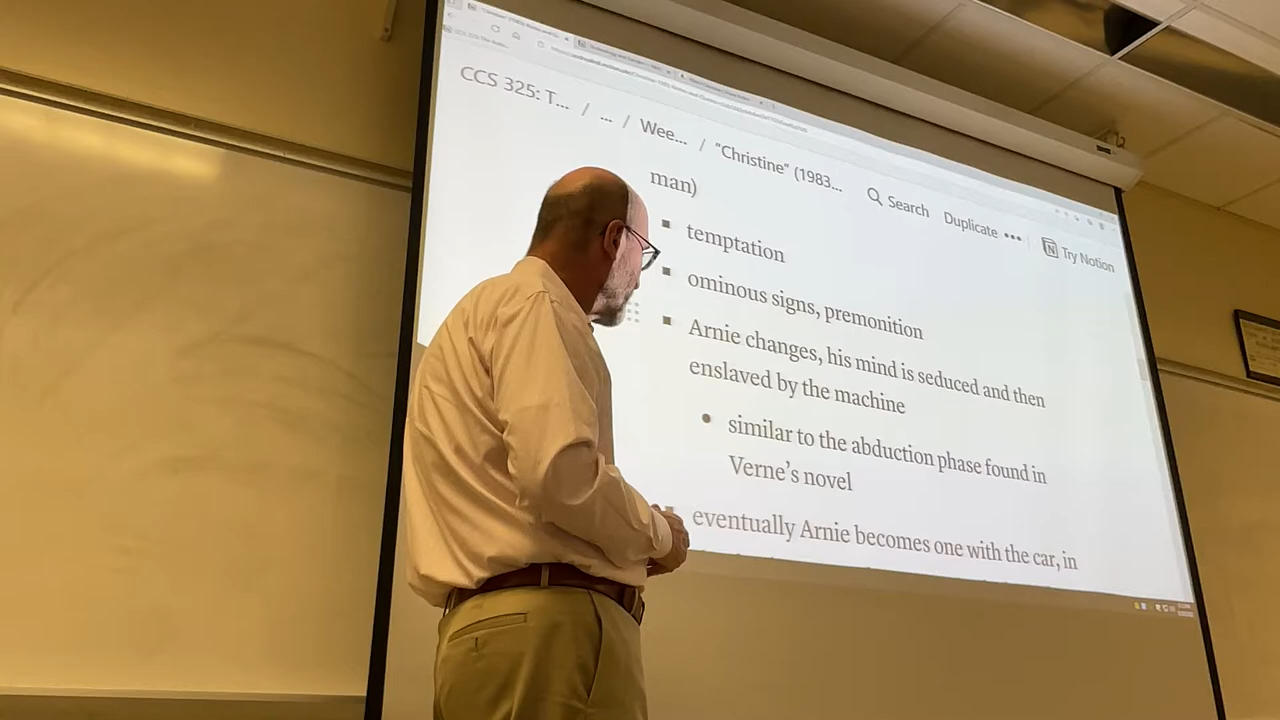 CCS 325: T... / ... / Wee... / "Christine" (1983...
Search Duplicate ••• Try Notion
man)
▪ temptation
▪ ominous signs, premonition
▪ Arnie changes, his mind is seduced and then
enslaved by the machine
• similar to the abduction phase found in
Verne’s novel
eventually Arnie becomes one with the car, in